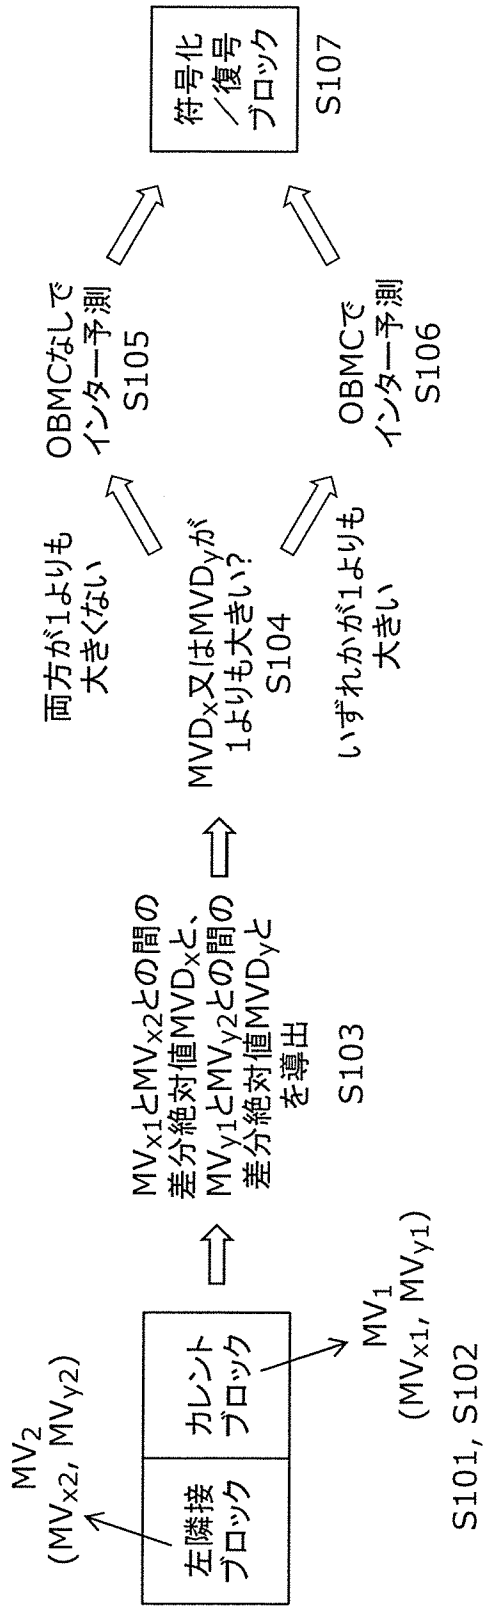 MV₂
(MVₓ₂, MVy₂)
左隣接
ブロック
カレント
ブロック
MV₁
(MVₓ₁, MVy₁)
S101, S102
MVₓ₁とMVₓ₂との間の
差分絶対値MVDₓと、
MVy₁とMVy₂との間の
差分絶対値MVDyと
を導出
S103
両方が1よりも
大きくない
MVDₓ又はMVDyが
1よりも大きい?
S104
いずれかが1よりも
大きい
OBMCなしで
インター予測
S105
OBMCで
インター予測
S106
符号化
/復号
ブロック
S107